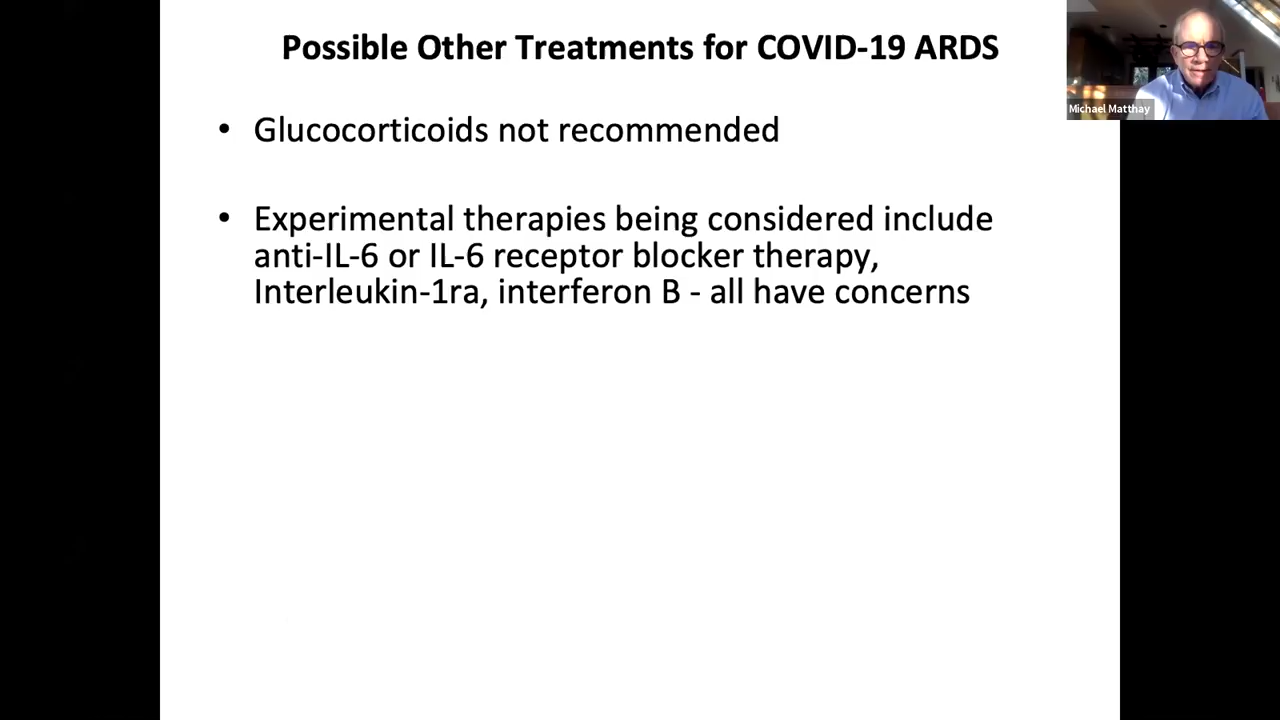 Possible Other Treatments for COVID-19 ARDS
Michael Matthay
• Glucocorticoids not recommended
• Experimental therapies being considered include
anti-IL-6 or IL-6 receptor blocker therapy,
Interleukin-1ra, interferon B - all have concerns